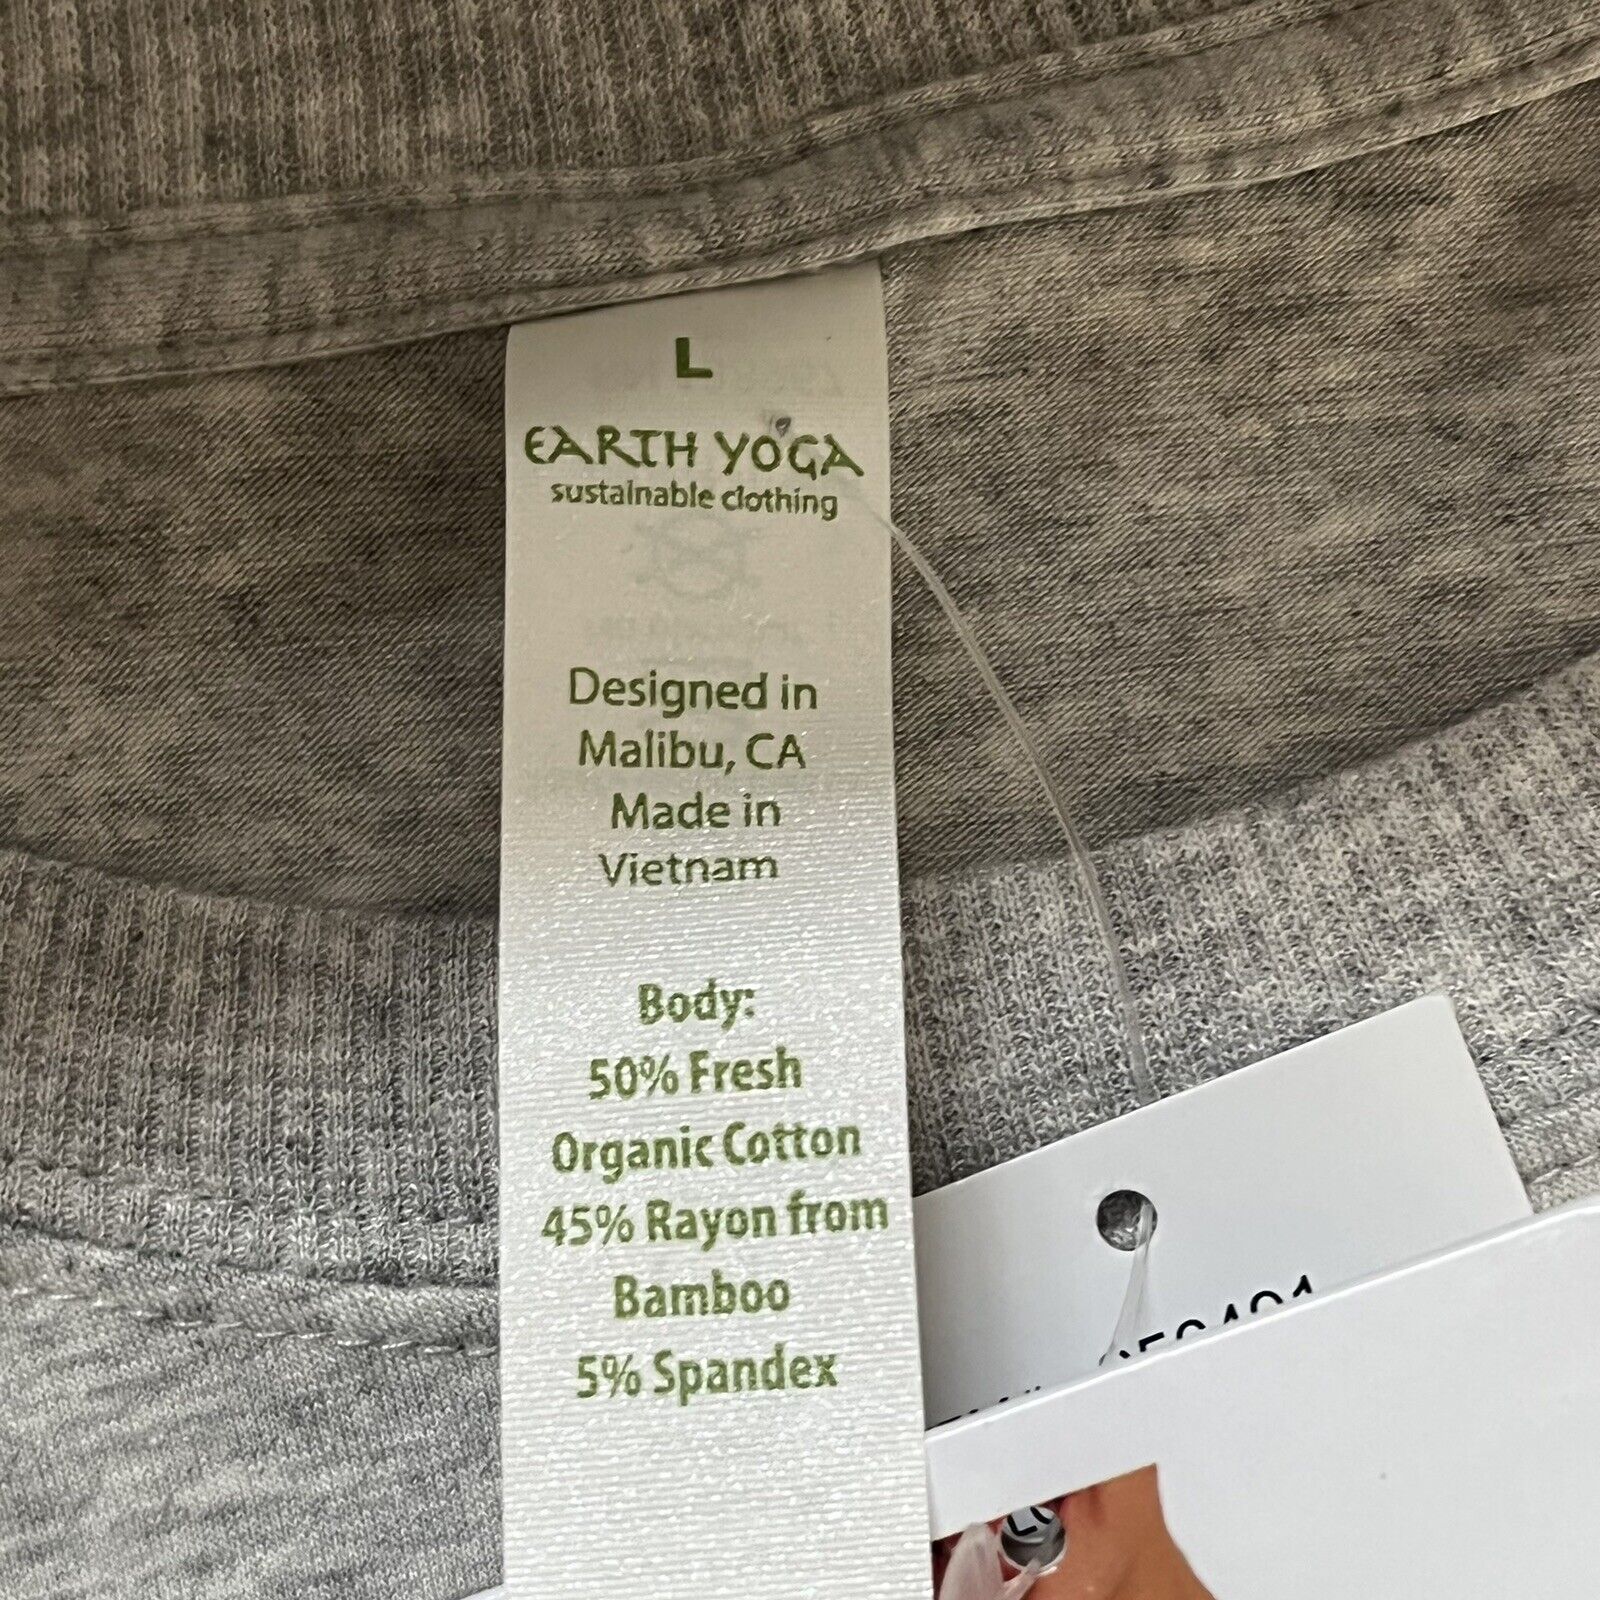 L
EARTH YOGA
sustainable clothing
Designed in
Malibu, CA
Made in
Vietnam
Body:
50% Fresh
Organic Cotton
45% Rayon from
Bamboo
5% Spandex